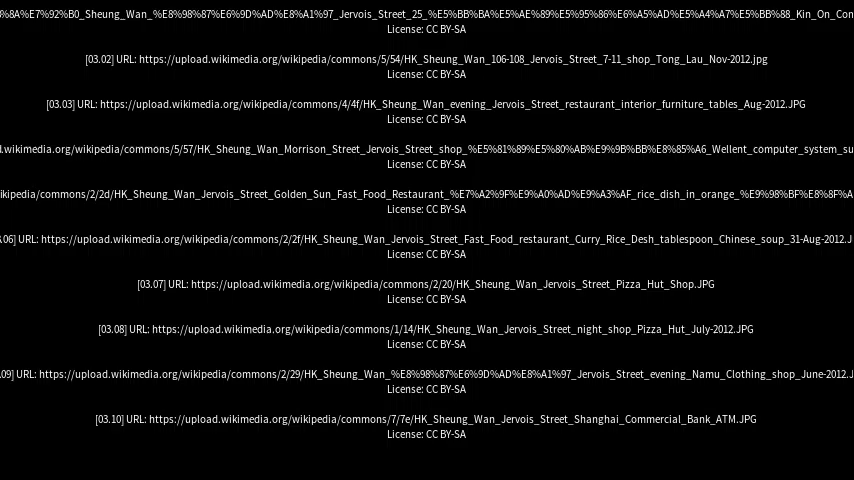 %8A%E7%92%B0_Sheung_Wan_%E8%98%87%E6%9D%AD%E8%A1%97_Jervois_Street_25_%E5%BB%BA%E5%AE%89%E5%95%86%E6%A5%AD%E5%A4%A7%E5%BB%88_Kin_On_Con
License: CC BY-SA
[03.02] URL: https://upload.wikimedia.org/wikipedia/commons/5/54/HK_Sheung_Wan_106-108_Jervois_Street_7-11_shop_Tong_Lau_Nov-2012.jpg
License: CC BY-SA
[03.03] URL: https://upload.wikimedia.org/wikipedia/commons/4/4f/HK_Sheung_Wan_evening_Jervois_Street_restaurant_interior_furniture_tables_Aug-2012.JPG
License: CC BY-SA
.wikimedia.org/wikipedia/commons/5/57/HK_Sheung_Wan_Morrison_Street_Jervois_Street_shop_%E5%81%89%E5%80%AB%E9%9B%BB%E8%85%A6_Wellent_computer_system_su
License: CC BY-SA
ikipedia/commons/2/2d/HK_Sheung_Wan_Jervois_Street_Golden_Sun_Fast_Food_Restaurant_%E7%A2%9F%E9%A0%AD%E9%A3%AF_rice_dish_in_orange_%E9%98%BF%E8%8F%A
License: CC BY-SA
.06] URL: https://upload.wikimedia.org/wikipedia/commons/2/2f/HK_Sheung_Wan_Jervois_Street_Fast_Food_restaurant_Curry_Rice_Desh_tablespoon_Chinese_soup_31-Aug-2012.J
License: CC BY-SA
[03.07] URL: https://upload.wikimedia.org/wikipedia/commons/2/20/HK_Sheung_Wan_Jervois_Street_Pizza_Hut_Shop.JPG
License: CC BY-SA
[03.08] URL: https://upload.wikimedia.org/wikipedia/commons/1/14/HK_Sheung_Wan_Jervois_Street_night_shop_Pizza_Hut_July-2012.JPG
License: CC BY-SA
.09] URL: https://upload.wikimedia.org/wikipedia/commons/2/29/HK_Sheung_Wan_%E8%98%87%E6%9D%AD%E8%A1%97_Jervois_Street_evening_Namu_Clothing_shop_June-2012.J
License: CC BY-SA
[03.10] URL: https://upload.wikimedia.org/wikipedia/commons/7/7e/HK_Sheung_Wan_Jervois_Street_Shanghai_Commercial_Bank_ATM.JPG
License: CC BY-SA